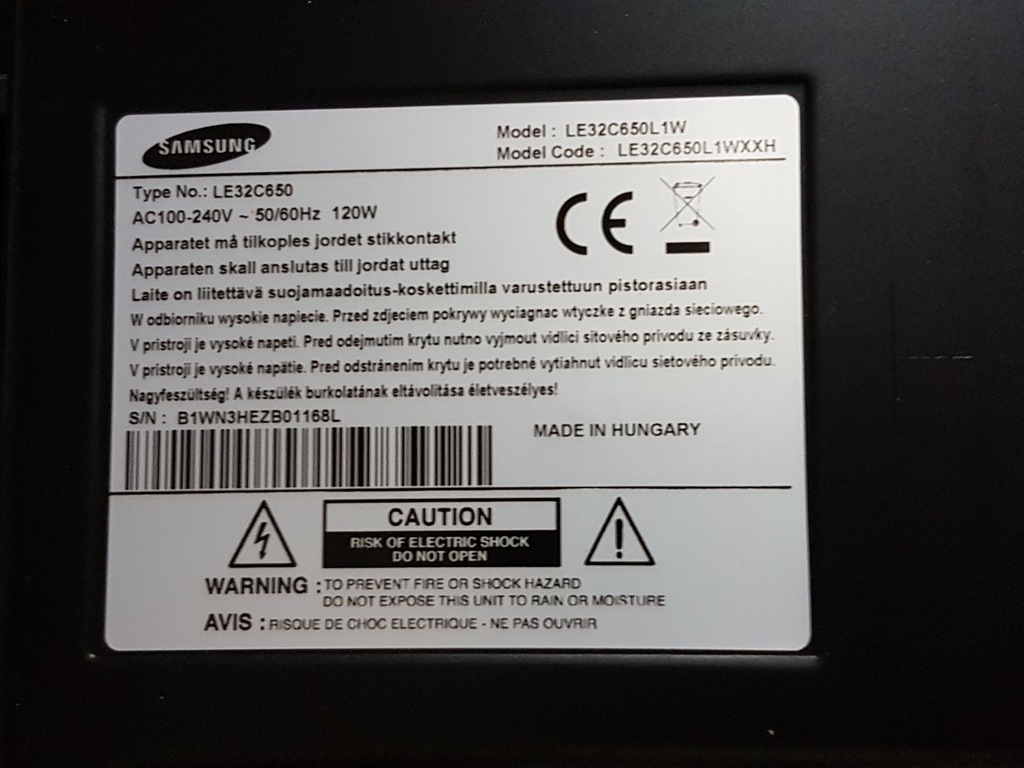 SAMSUNG
Model : LE32C650L1W
Model Code : LE32C650L1WXXH
Type No.: LE32C650
AC100-240V ~ 50/60Hz 120W
CE
Apparatet må tilkoples jordet stikkontakt
Apparaten skall anslutas till jordat uttag
Laite on liitettävä suojamaadoitus-koskettimilla varustettuun pistorasiaan
W odbiorniku wysokie napiecie. Przed zdjeciem pokrywy wyciagnac wtyczke z gniazda sieciowego.
V pristroji je vysoké napeti. Pred odejmutim krytu nutno vyjmout vidlici sitového privodu ze zásuvky.
V pristroji je vysoké napätie. Pred odstránením krytu je potrebné vytiahnut vidlicu sietového privodu.
Nagyfeszültség! A készülék burkolatának eltávolitása életveszélyes!
S/N : B1WN3HEZB01168L
MADE IN HUNGARY
CAUTION
RISK OF ELECTRIC SHOCK
DO NOT OPEN
WARNING : TO PREVENT FIRE OR SHOCK HAZARD
DO NOT EXPOSE THIS UNIT TO RAIN OR MOISTURE
AVIS : RISQUE DE CHOC ELECTRIQUE - NE PAS OUVRIR